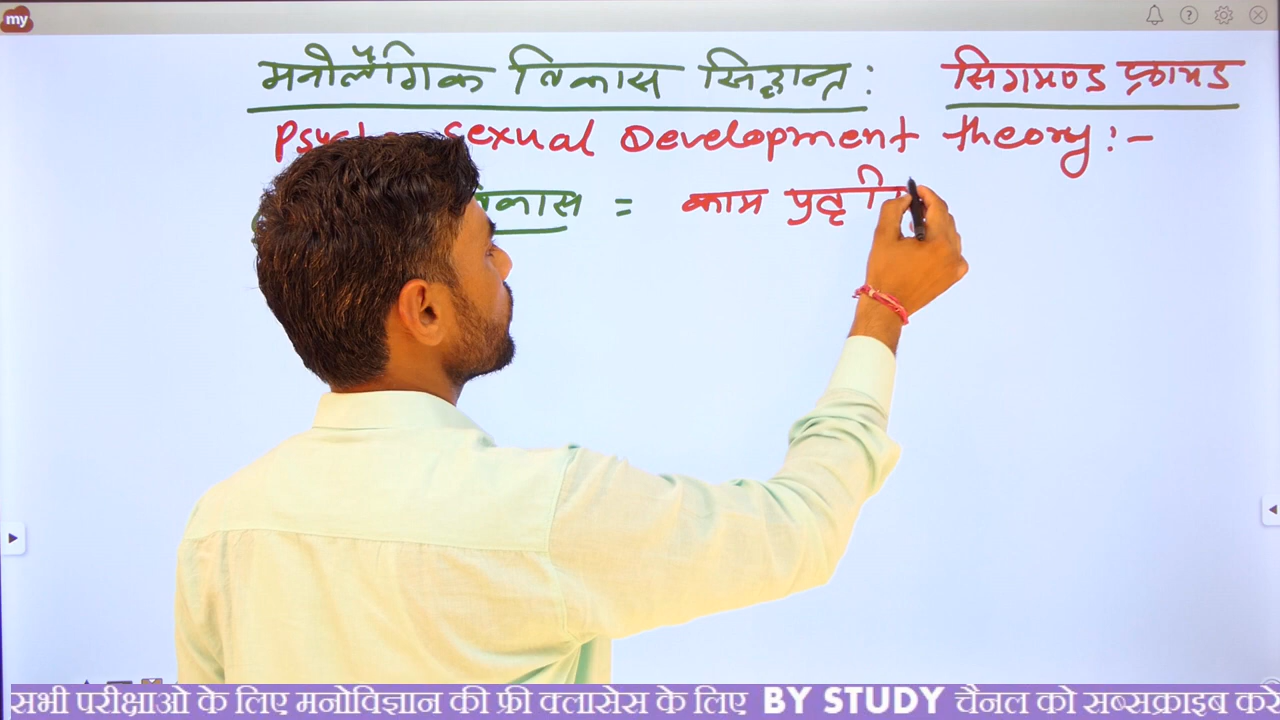 my
मनोलैंगिक विकास सिद्धान्त : सिगमण्ड फ्रायड
Sexual Development theory :-
= काम
सभी परीक्षाओ के लिए मनोविज्ञान की फ्री क्लासेस के लिए BY STUDY चैनल को सब्सक्राइब करे